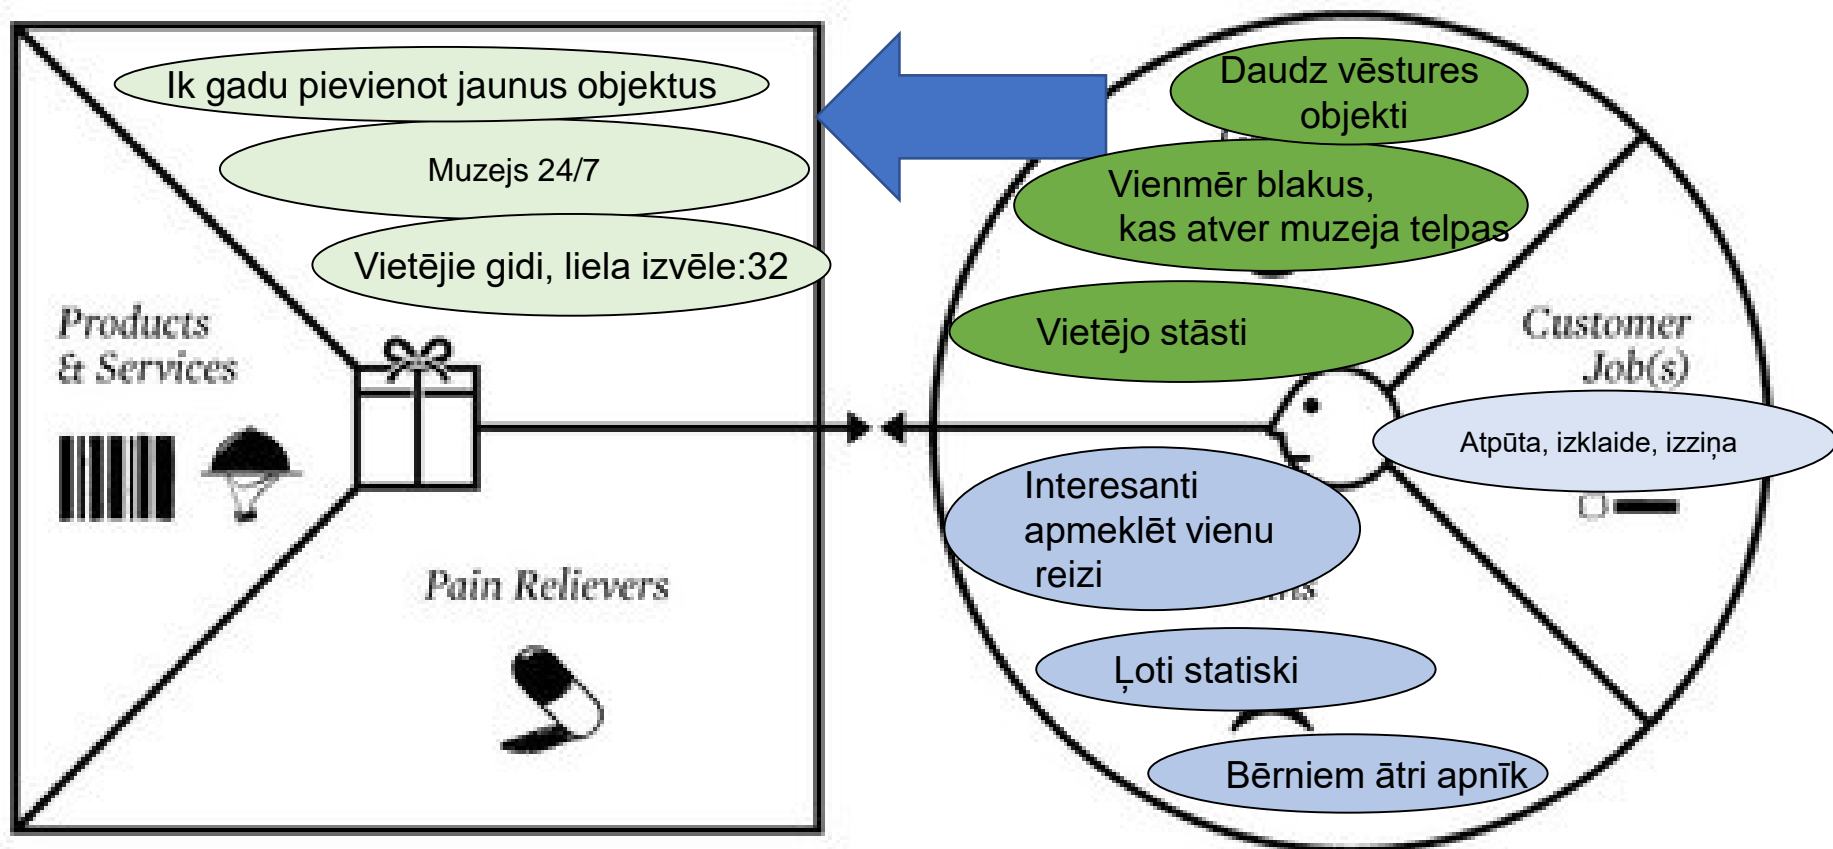 Ik gadu pievienot jaunus objektus
Muzejs 24/7
Vietējie gidi, liela izvēle:32
Products
& Services
Pain Relievers
Daudz vēstures
objekti
Vienmēr blakus,
kas atver muzeja telpas
Vietējo stāsti
Customer
Job(s)
Atpūta, izklaide, izziņa
Interesanti
apmeklēt vienu
reizi
Ļoti statiski
Bērniem ātri apnīk